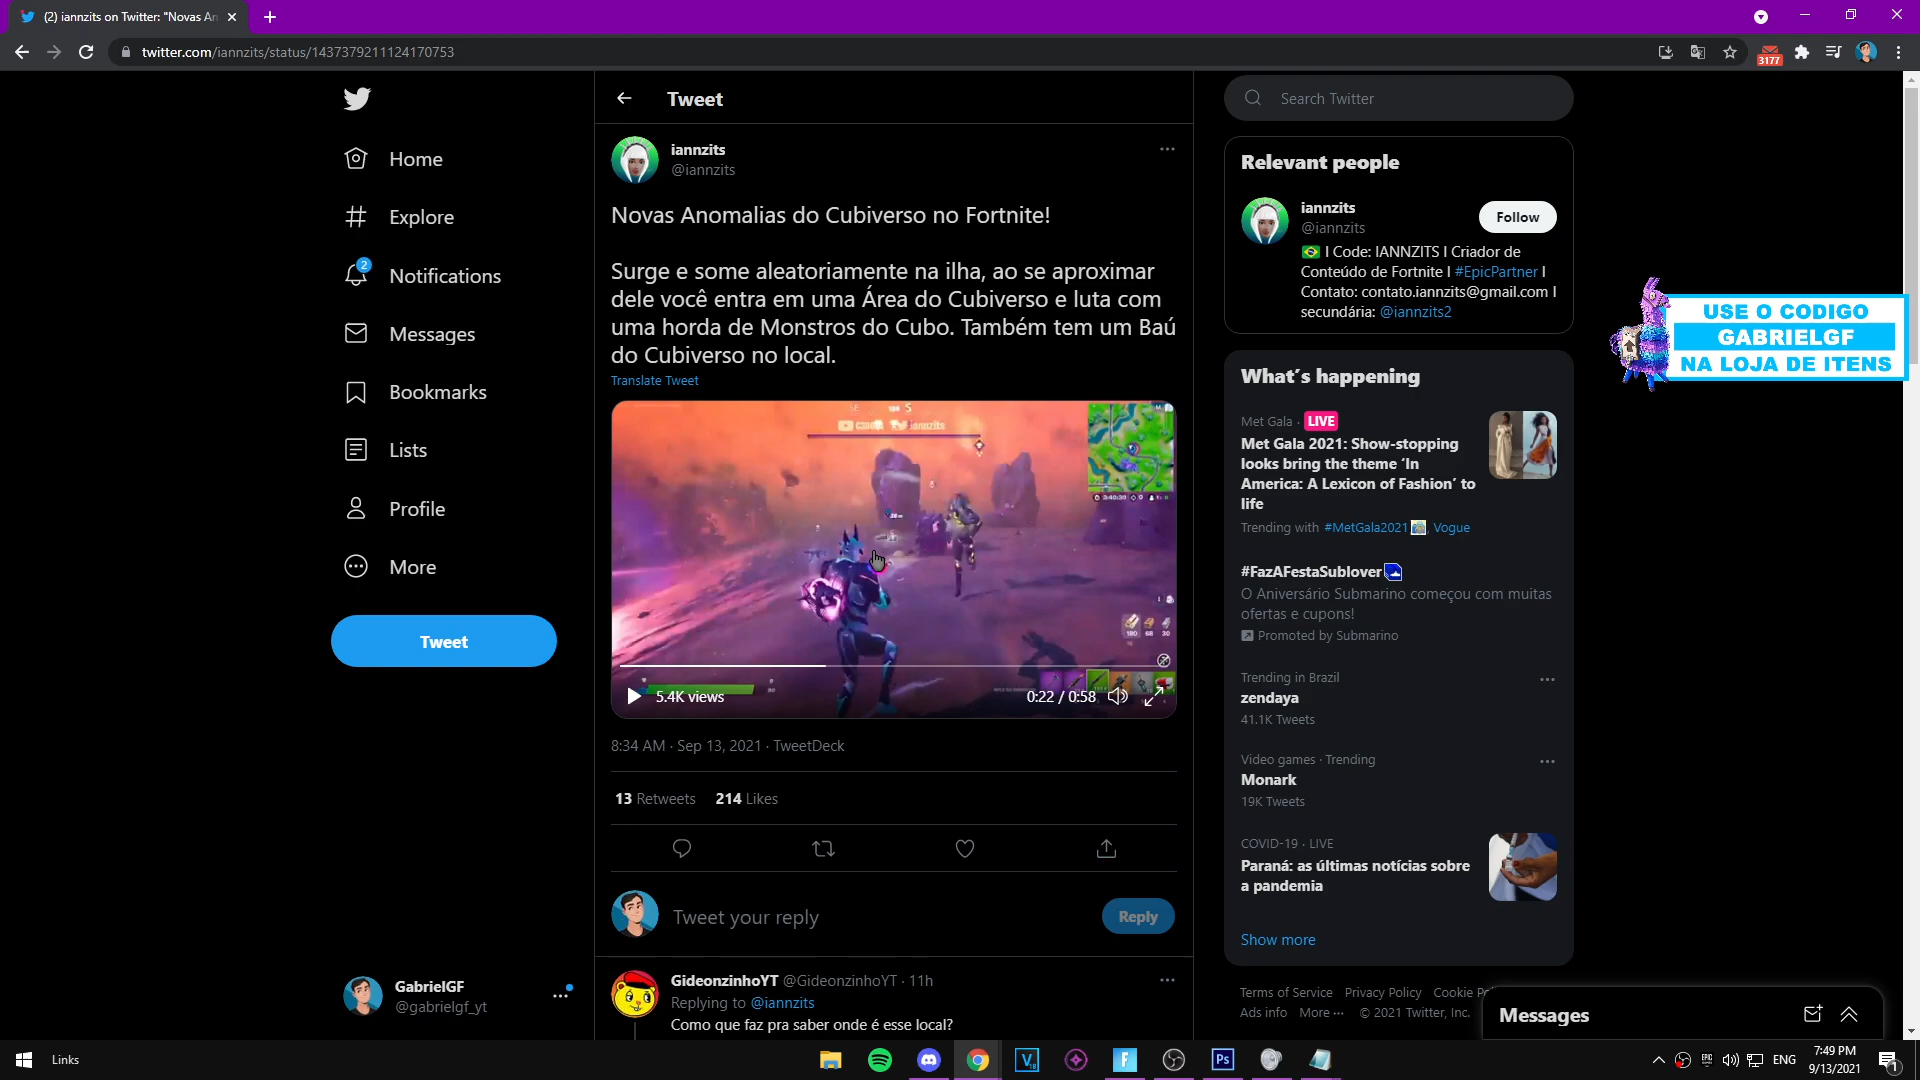 (2) iannzits on Twitter: "Novas An
twitter.com/iannzits/status/1437379211124170753
3177
Home
Explore
2
Notifications
Messages
Bookmarks
Lists
Profile
More
Tweet
GabrielGF
@gabrielgf_yt
Tweet
iannzits
@iannzits
Novas Anomalias do Cubiverso no Fortnite!
Surge e some aleatoriamente na ilha, ao se aproximar
dele você entra em uma Área do Cubiverso e luta com
uma horda de Monstros do Cubo. Também tem um Baú
do Cubiverso no local.
Translate Tweet
SE
S
iannzits
180 68 30
5.4K views
0:22 / 0:58
8:34 AM · Sep 13, 2021 · TweetDeck
13 Retweets 214 Likes
Tweet your reply
Reply
GideonzinhoYT @GideonzinhoYT · 11h
Replying to @iannzits
Como que faz pra saber onde é esse local?
Search Twitter
Relevant people
iannzits
@iannzits
Follow
I Code: IANNZITS I Criador de
Conteúdo de Fortnite I #EpicPartner I
Contato: contato.iannzits@gmail.com I
secundária: @iannzits2
What's happening
Met Gala · LIVE
Met Gala 2021: Show-stopping
looks bring the theme 'In
America: A Lexicon of Fashion' to
life
Trending with #MetGala2021, Vogue
#FazAFestaSublover
O Aniversário Submarino começou com muitas
ofertas e cupons!
Promoted by Submarino
Trending in Brazil
zendaya
41.1K Tweets
Video games · Trending
Monark
19K Tweets
COVID-19 · LIVE
Paraná: as últimas notícias sobre
a pandemia
Show more
Terms of Service Privacy Policy Cookie Po
Ads info More ··· © 2021 Twitter, Inc.
Messages
USE O CODIGO
GABRIELGF
NA LOJA DE ITENS
Links
Ps
ENG
7:49 PM
9/13/2021
1